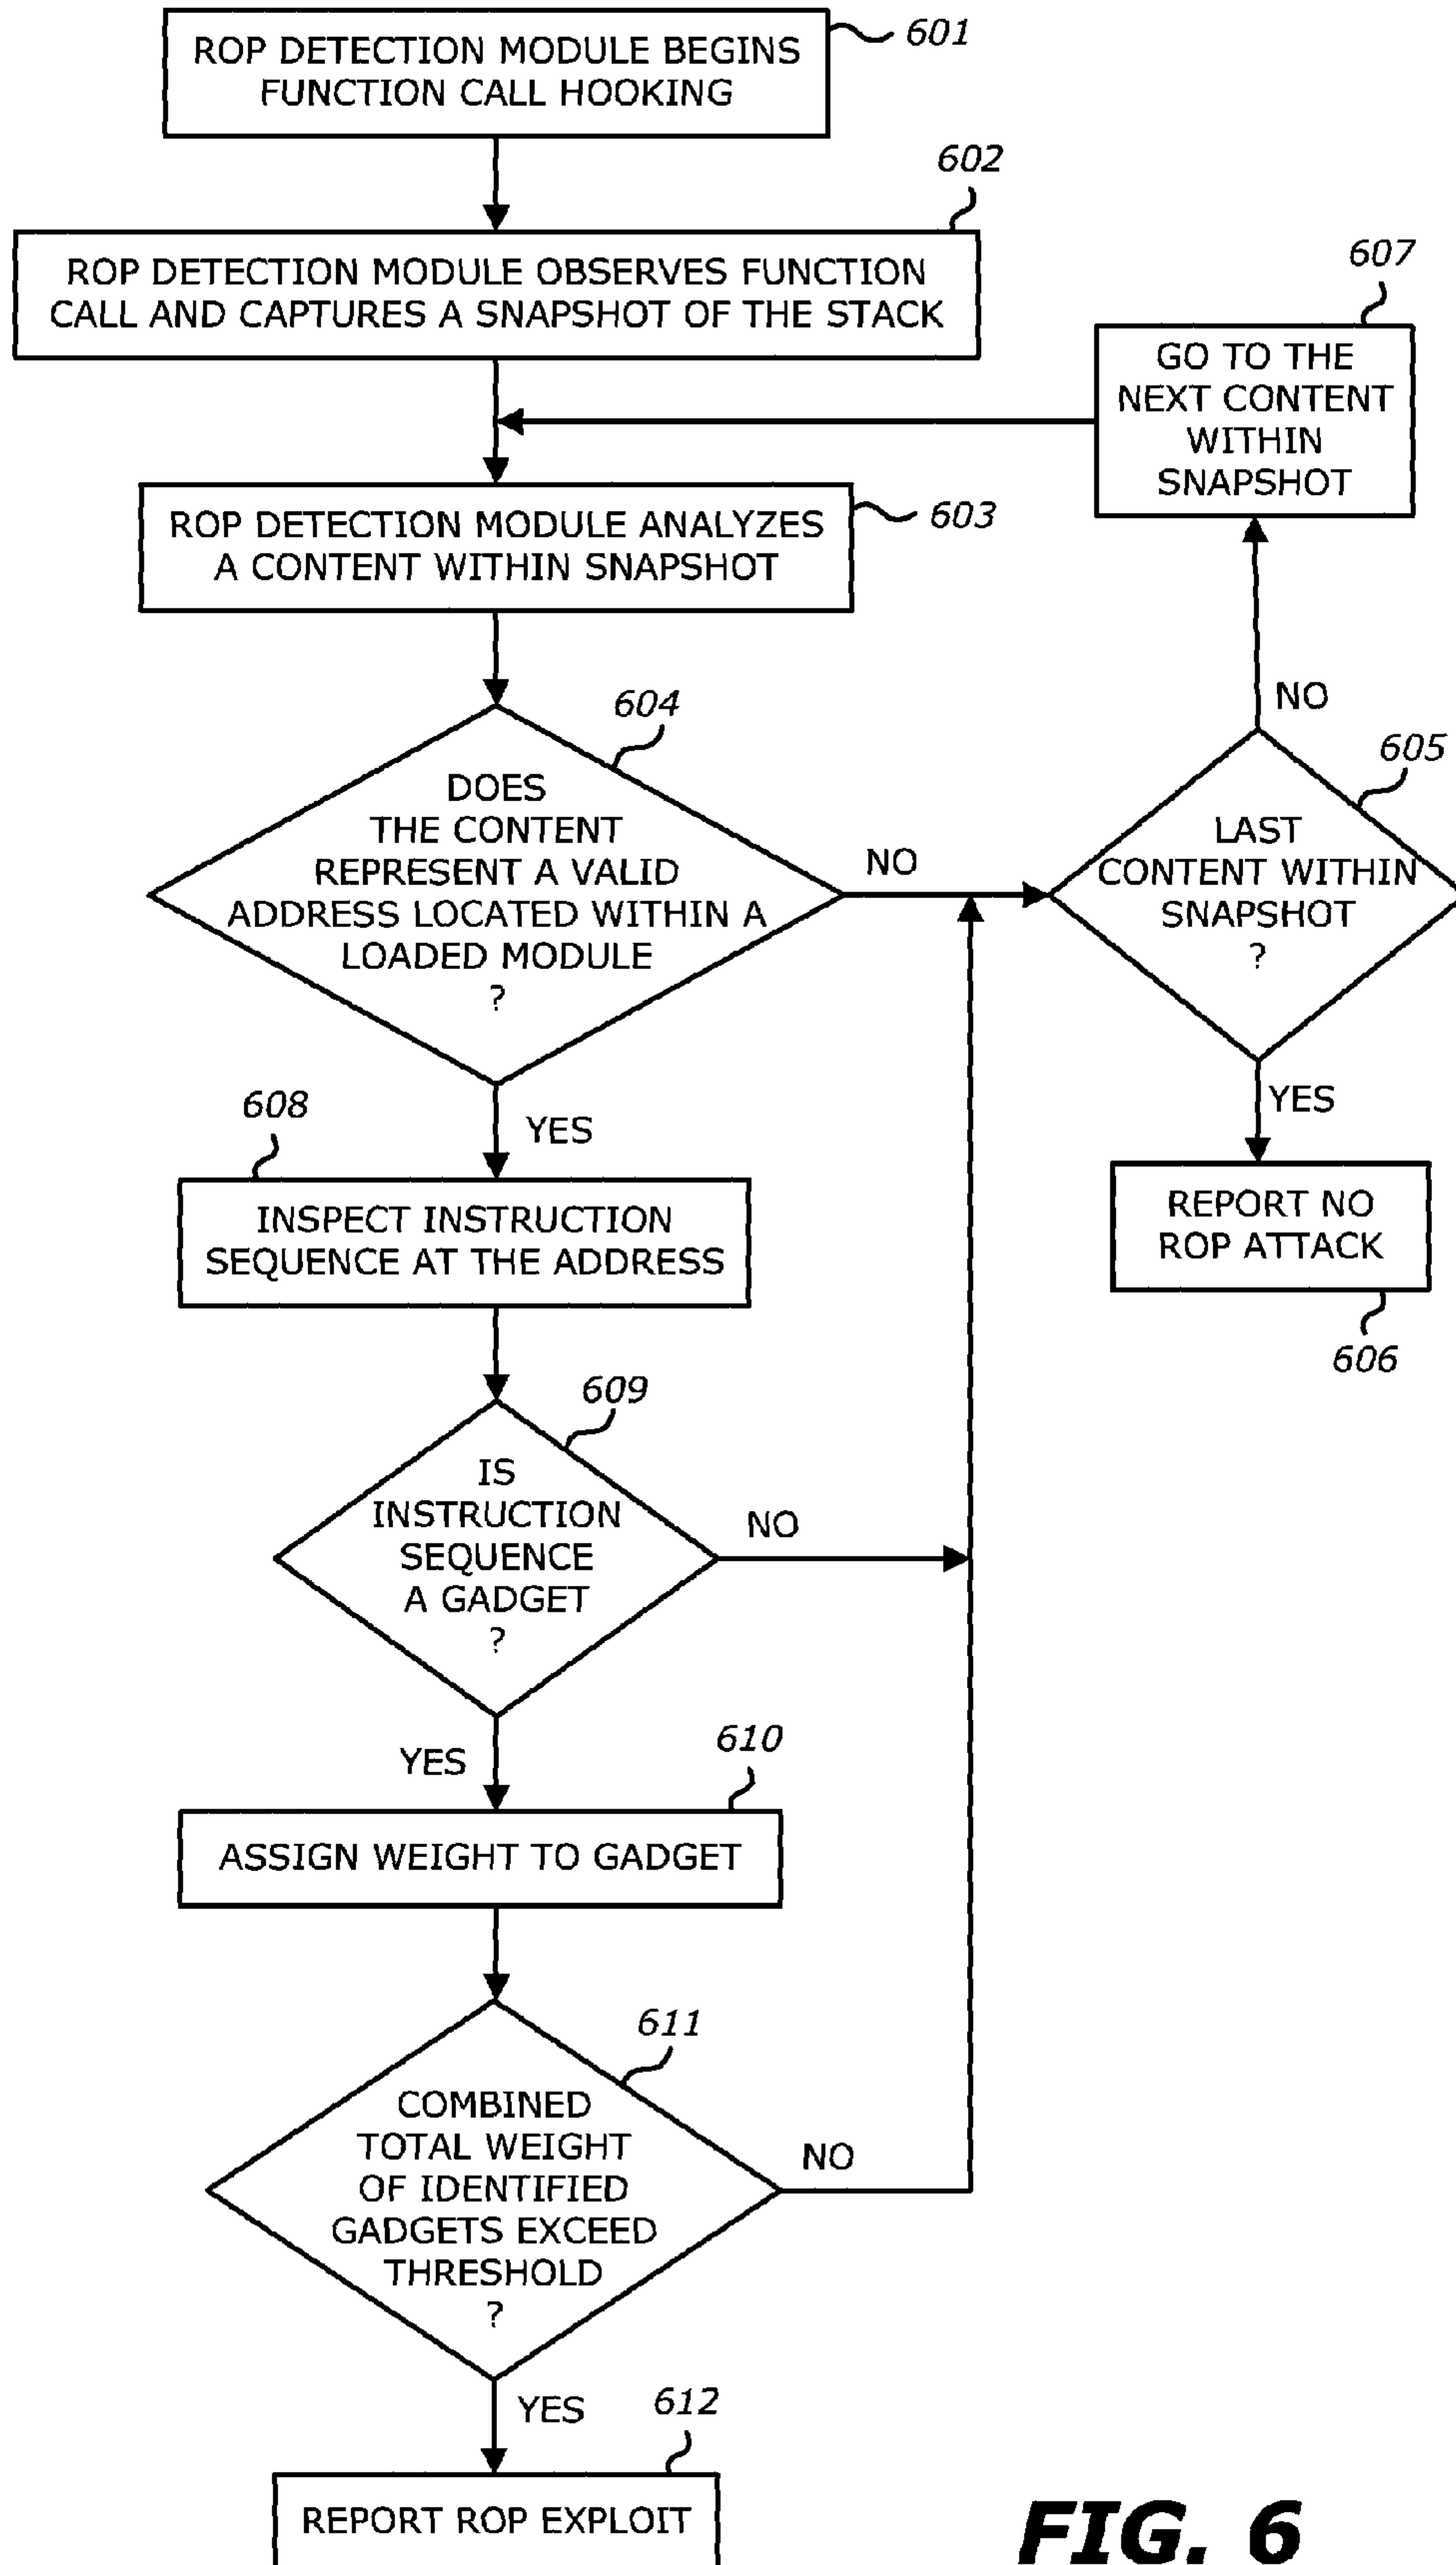 ROP DETECTION MODULE BEGINS
FUNCTION CALL HOOKING
601
602
ROP DETECTION MODULE OBSERVES FUNCTION
CALL AND CAPTURES A SNAPSHOT OF THE STACK
607
GO TO THE
NEXT CONTENT
WITHIN
SNAPSHOT
ROP DETECTION MODULE ANALYZES
A CONTENT WITHIN SNAPSHOT
603
604
DOES
THE CONTENT
REPRESENT A VALID
ADDRESS LOCATED WITHIN A
LOADED MODULE
?
NO
NO
605
LAST
CONTENT WITHIN
SNAPSHOT
?
YES
REPORT NO
ROP ATTACK
606
YES
608
INSPECT INSTRUCTION
SEQUENCE AT THE ADDRESS
609
IS
INSTRUCTION
SEQUENCE
A GADGET
?
NO
YES
610
ASSIGN WEIGHT TO GADGET
611
COMBINED
TOTAL WEIGHT
OF IDENTIFIED
GADGETS EXCEED
THRESHOLD
?
NO
YES
612
REPORT ROP EXPLOIT
FIG. 6